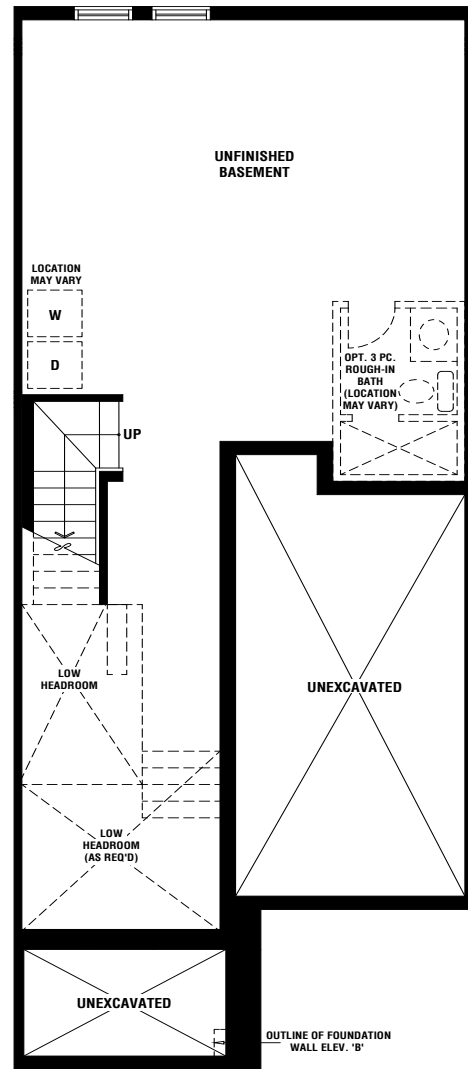 UNFINISHED
BASEMENT
LOCATION
MAY VARY
W
D
OPT. 3 PC.
ROUGH-IN
BATH
(LOCATION
MAY VARY)
UP
LOW
HEADROOM
UNEXCAVATED
LOW
HEADROOM
(AS REQ'D)
UNEXCAVATED
OUTLINE OF FOUNDATION
WALL ELEV. 'B'